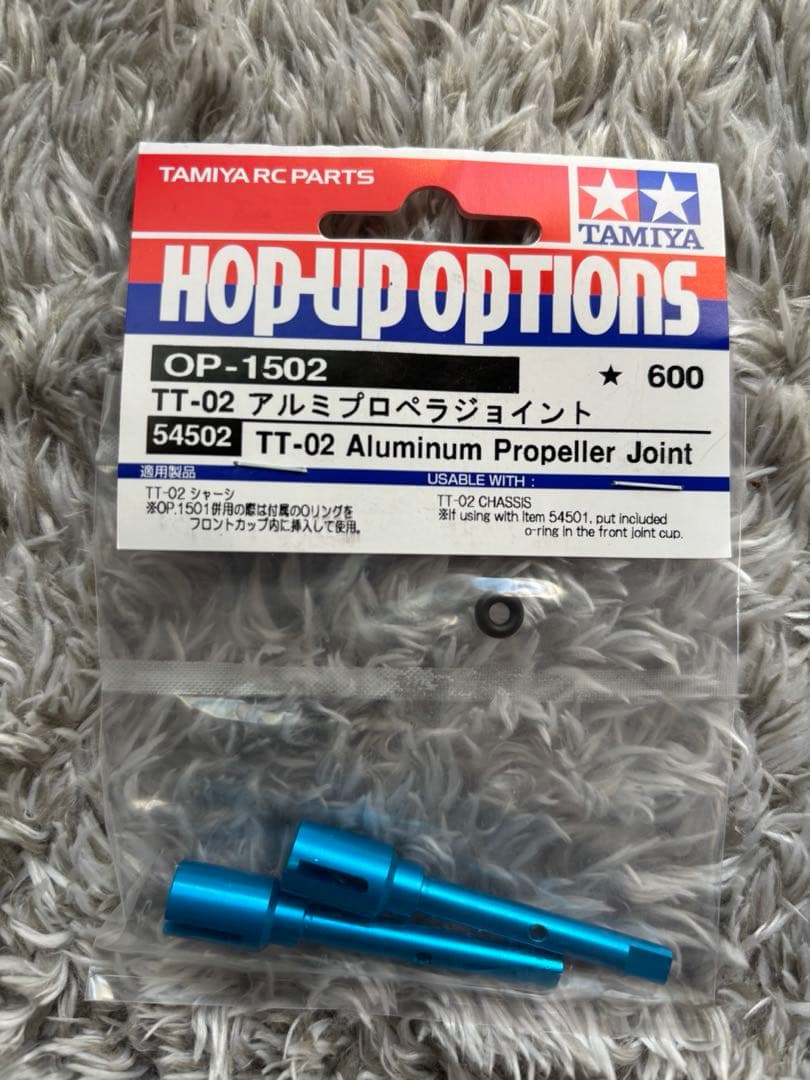 TAMIYA RC PARTS
TAMIYA
HOP-UP OPTIONS
OP-1502
★ 600
TT-02 アルミプロペラジョイント
54502 TT-02 Aluminum Propeller Joint
適用製品
TT-02 シャーシ
※OP.1501併用の際は付属のOリングを
フロントカップ内に挿入して使用。
USABLE WITH :
TT-02 CHASSIS
※If using with Item 54501, put included
o-ring in the front joint cup.